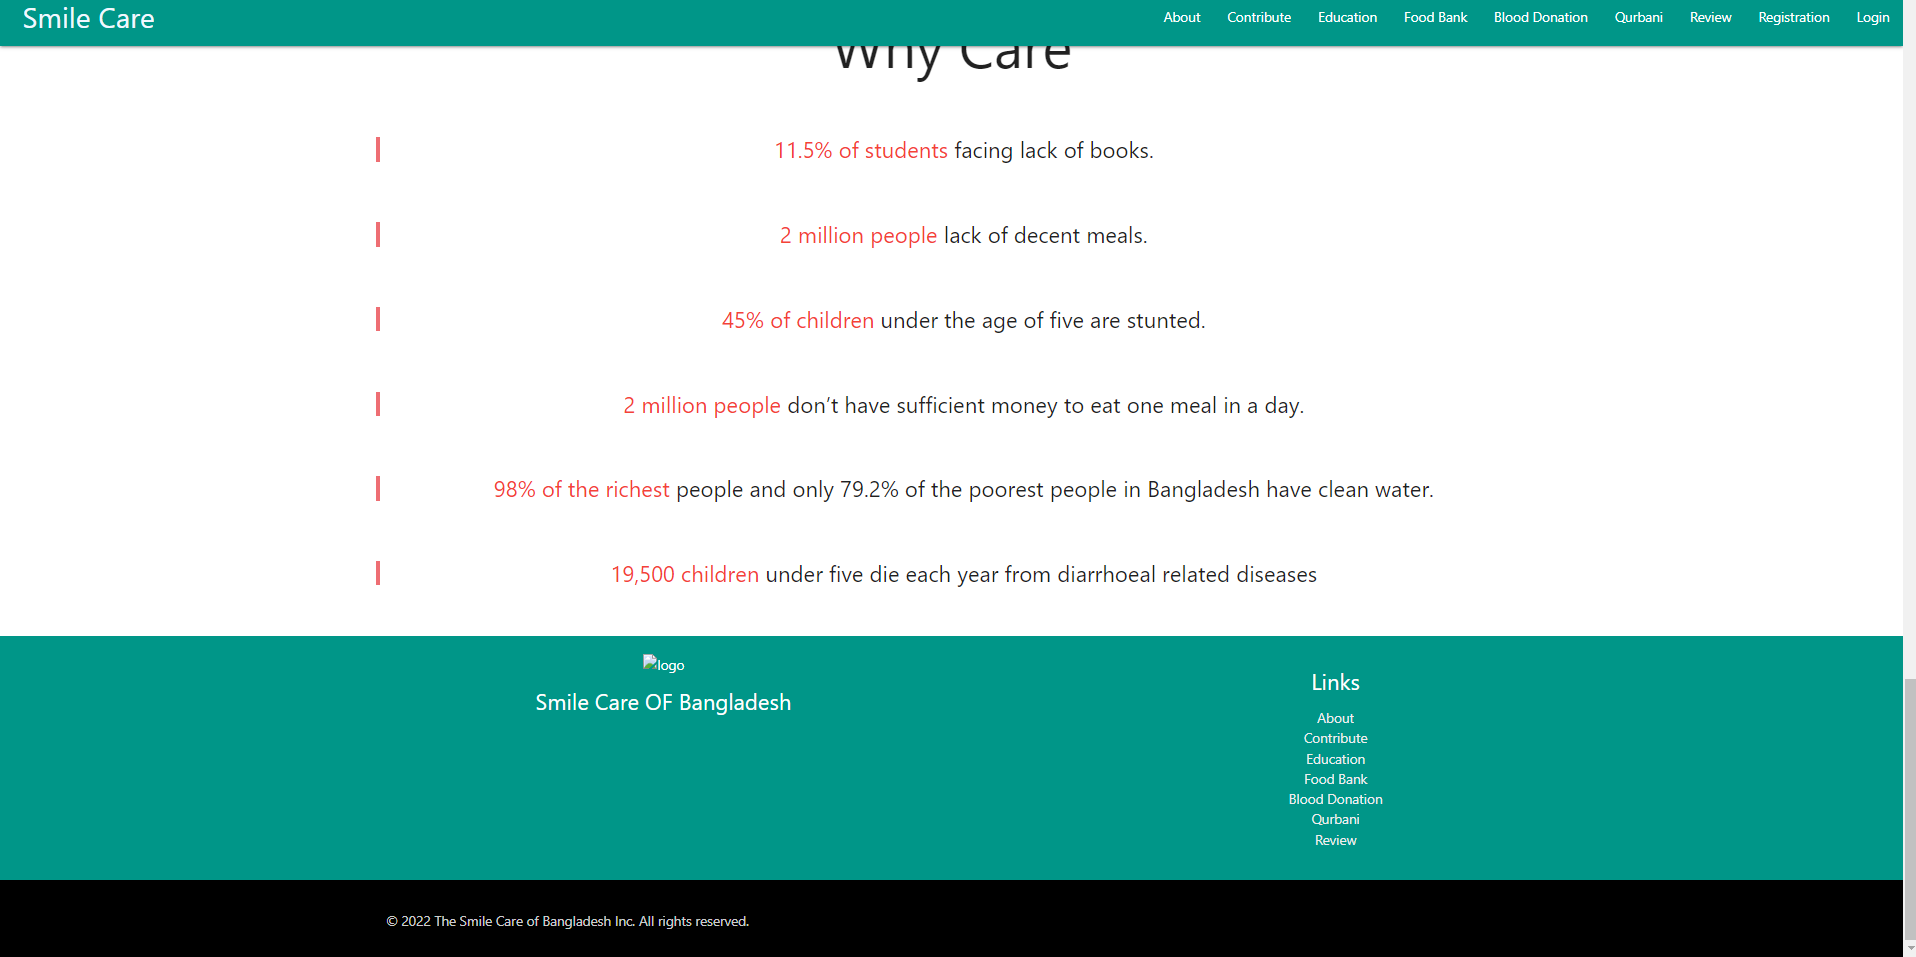 Smile Care
About Contribute Education Food Bank Blood Donation Qurbani Review Registration Login
Why Care
11.5% of students facing lack of books.
2 million people lack of decent meals.
45% of children under the age of five are stunted.
2 million people don’t have sufficient money to eat one meal in a day.
98% of the richest people and only 79.2% of the poorest people in Bangladesh have clean water.
19,500 children under five die each year from diarrhoeal related diseases
logo
Smile Care OF Bangladesh
Links
About
Contribute
Education
Food Bank
Blood Donation
Qurbani
Review
© 2022 The Smile Care of Bangladesh Inc. All rights reserved.